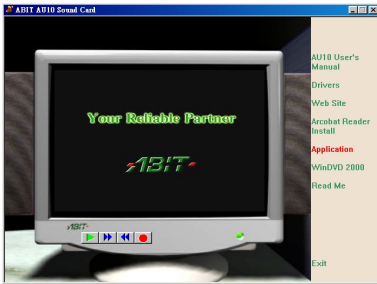 ABIT AU10 Sound Card
Your Reliable Partner
ABIT
ABIT
AU10 User's
Manual
Drivers
Web Site
Arcobat Reader
Install
Application
WinDVD 2000
Read Me
Exit